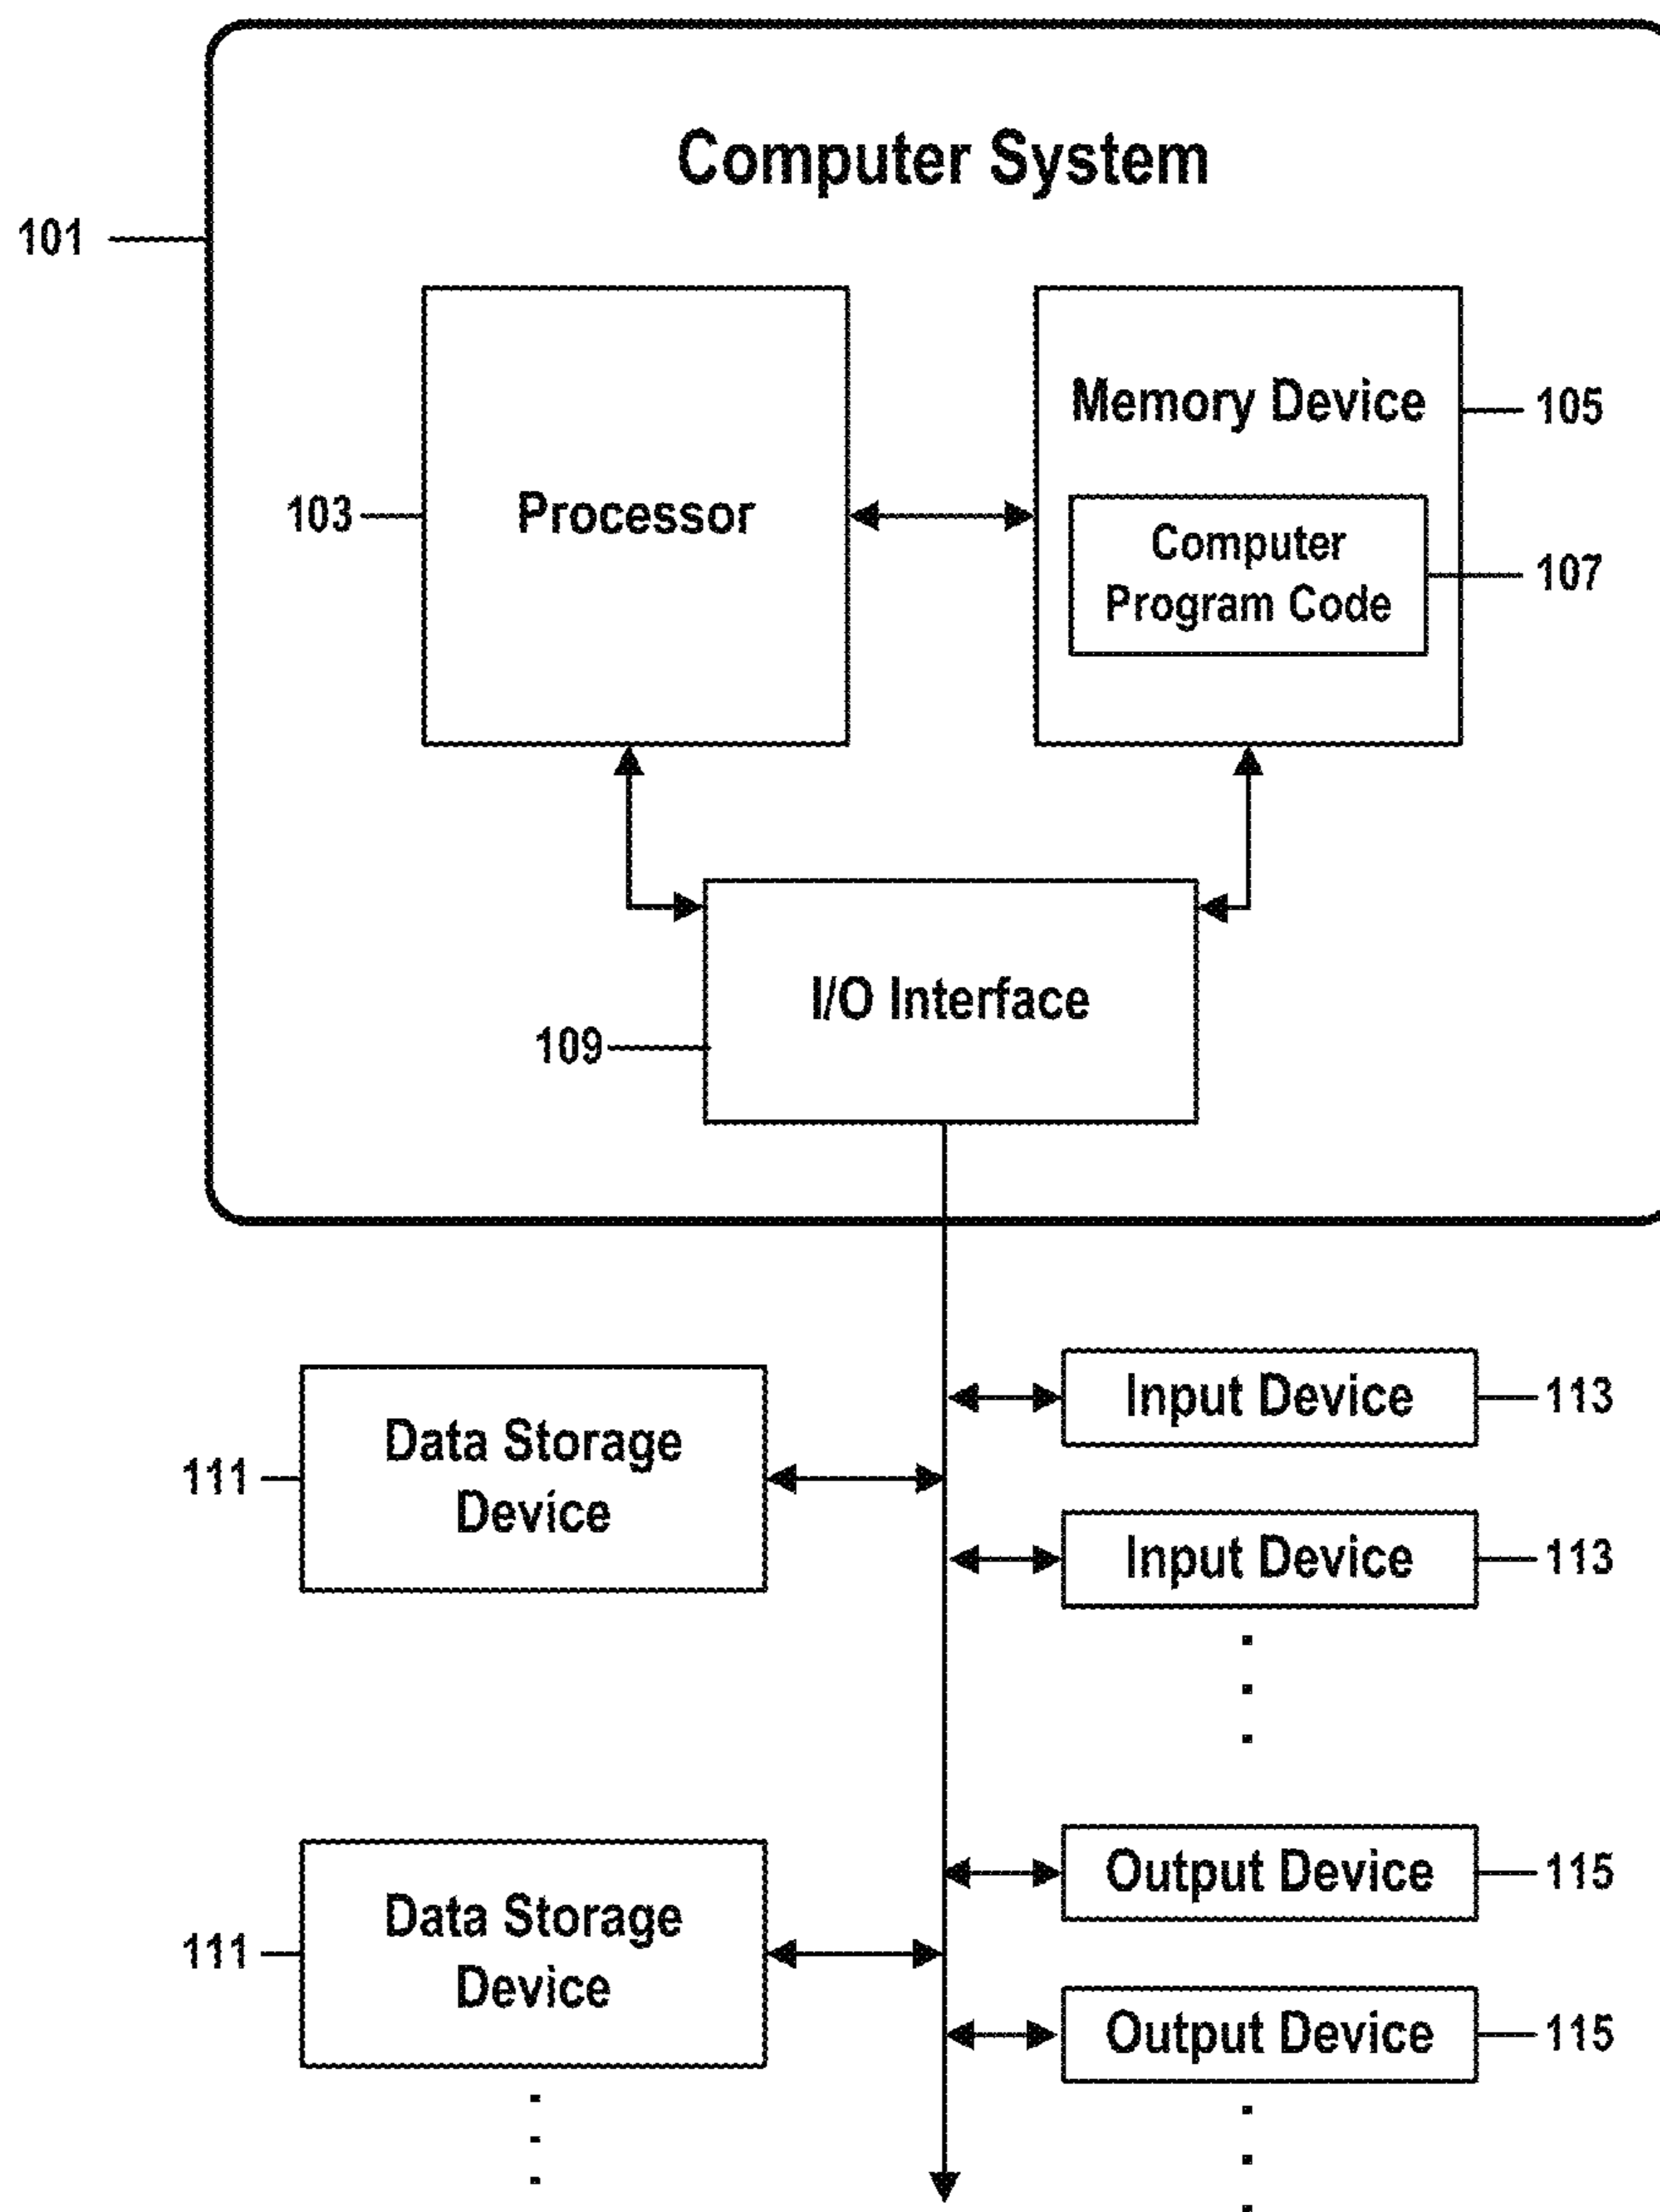 Computer System
101
Memory Device
105
103
Processor
Computer
Program Code
107
I/O Interface
109
Input Device
113
Data Storage
Device
111
Input Device
113
Output Device
115
Data Storage
Device
111
Output Device
115